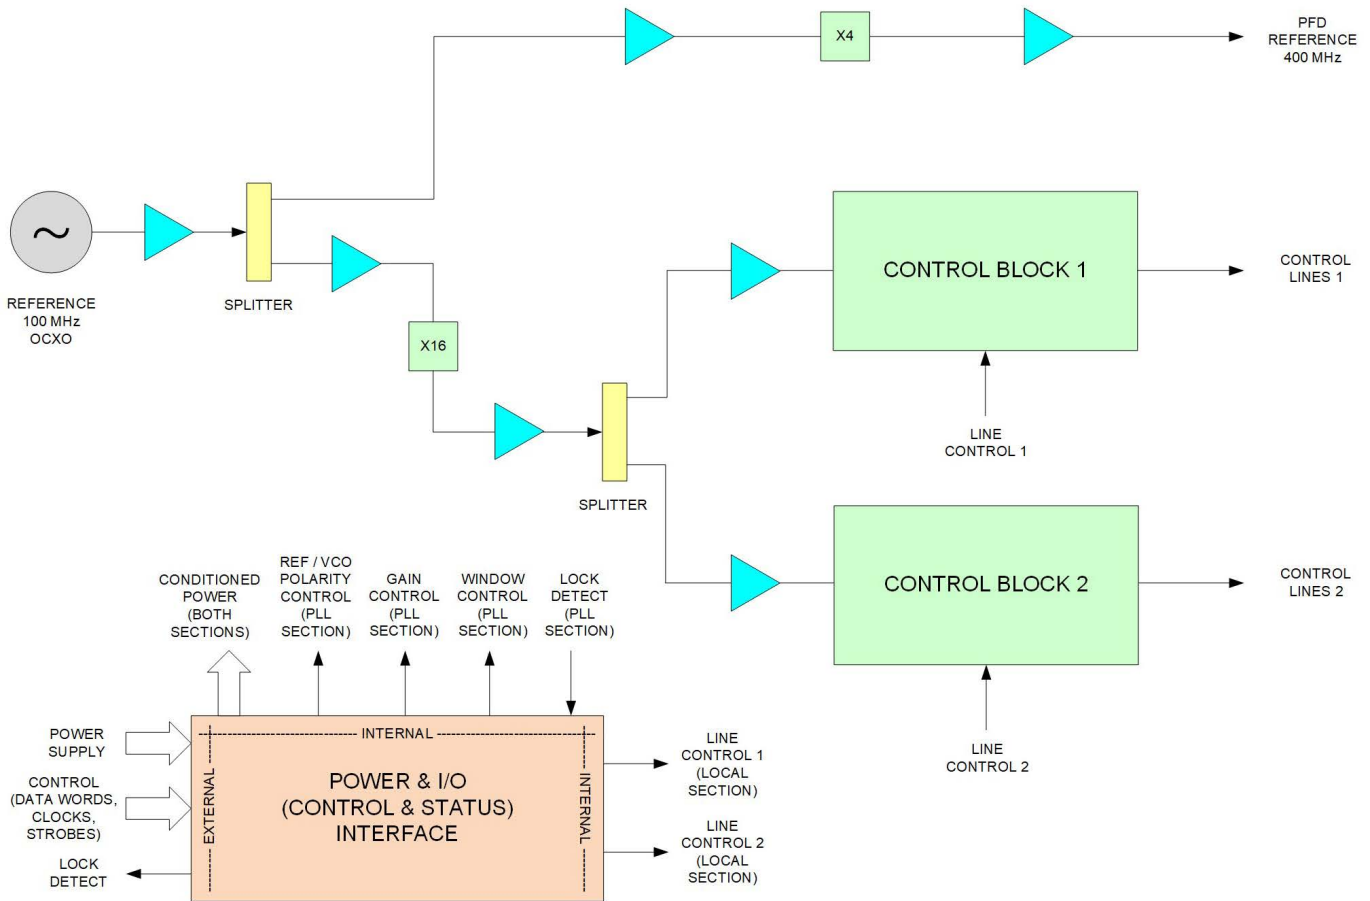 PFD
REFERENCE
400 MHz
X4
REFERENCE
100 MHz
OCXO
SPLITTER
X16
SPLITTER
CONTROL BLOCK 1
CONTROL
LINES 1
LINE
CONTROL 1
CONTROL BLOCK 2
CONTROL
LINES 2
LINE
CONTROL 2
CONDITIONED
POWER
(BOTH
SECTIONS)
REF / VCO
POLARITY
CONTROL
(PLL
SECTION)
GAIN
CONTROL
(PLL
SECTION)
WINDOW
CONTROL
(PLL
SECTION)
LOCK
DETECT
(PLL
SECTION)
POWER
SUPPLY
CONTROL
(DATA WORDS,
CLOCKS,
STROBES)
LOCK
DETECT
EXTERNAL
INTERNAL
POWER & I/O
(CONTROL & STATUS)
INTERFACE
INTERNAL
LINE
CONTROL 1
(LOCAL
SECTION)
LINE
CONTROL 2
(LOCAL
SECTION)